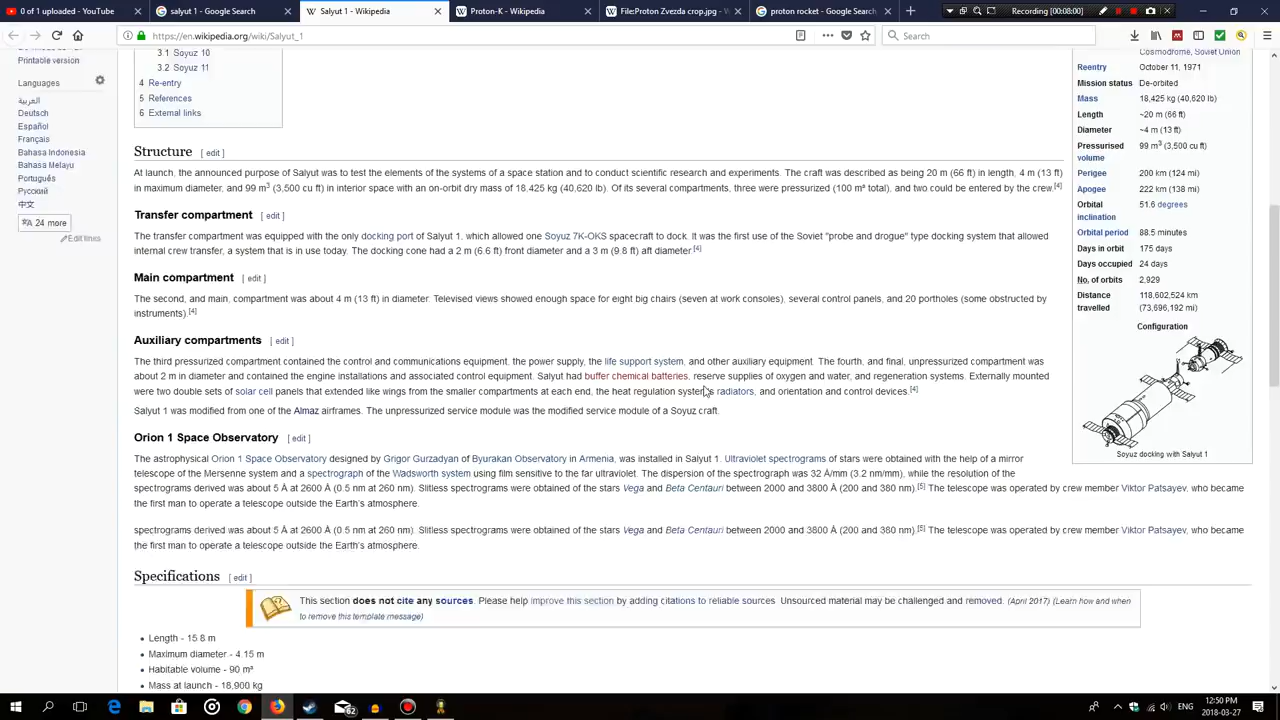 0 of 1 uploaded - YouTube
salyut 1 - Google Search
Salyut 1 - Wikipedia
Proton-K - Wikipedia
File:Proton Zvezda crop.jpg - W
proton rocket - Google Search
Recording [00:08:00]
https://en.wikipedia.org/wiki/Salyut_1
Search
Printable version
Languages
العربية
Deutsch
Español
Français
Bahasa Indonesia
Bahasa Melayu
Português
Русский
中文
24 more
Edit links
3.1 Soyuz 10
3.2 Soyuz 11
4 Re-entry
5 References
6 External links
Structure [ edit ]
At launch, the announced purpose of Salyut was to test the elements of the systems of a space station and to conduct scientific research and experiments. The craft was described as being 20 m (66 ft) in length, 4 m (13 ft)
in maximum diameter, and 99 m3 (3,500 cu ft) in interior space with an on-orbit dry mass of 18,425 kg (40,620 lb). Of its several compartments, three were pressurized (100 m³ total), and two could be entered by the crew.[4]
Transfer compartment [ edit ]
The transfer compartment was equipped with the only docking port of Salyut 1, which allowed one Soyuz 7K-OKS spacecraft to dock. It was the first use of the Soviet "probe and drogue" type docking system that allowed
internal crew transfer, a system that is in use today. The docking cone had a 2 m (6.6 ft) front diameter and a 3 m (9.8 ft) aft diameter.[4]
Main compartment [ edit ]
The second, and main, compartment was about 4 m (13 ft) in diameter. Televised views showed enough space for eight big chairs (seven at work consoles), several control panels, and 20 portholes (some obstructed by
instruments).[4]
Auxiliary compartments [ edit ]
The third pressurized compartment contained the control and communications equipment, the power supply, the life support system, and other auxiliary equipment. The fourth, and final, unpressurized compartment was
about 2 m in diameter and contained the engine installations and associated control equipment. Salyut had buffer chemical batteries, reserve supplies of oxygen and water, and regeneration systems. Externally mounted
were two double sets of solar cell panels that extended like wings from the smaller compartments at each end, the heat regulation system's radiators, and orientation and control devices.[4]
Salyut 1 was modified from one of the Almaz airframes. The unpressurized service module was the modified service module of a Soyuz craft.
Orion 1 Space Observatory [ edit ]
The astrophysical Orion 1 Space Observatory designed by Grigor Gurzadyan of Byurakan Observatory in Armenia, was installed in Salyut 1. Ultraviolet spectrograms of stars were obtained with the help of a mirror
telescope of the Mersenne system and a spectrograph of the Wadsworth system using film sensitive to the far ultraviolet. The dispersion of the spectrograph was 32 Å/mm (3.2 nm/mm), while the resolution of the
spectrograms derived was about 5 Å at 2600 Å (0.5 nm at 260 nm). Slitless spectrograms were obtained of the stars Vega and Beta Centauri between 2000 and 3800 Å (200 and 380 nm).[5] The telescope was operated by crew member Viktor Patsayev, who became
the first man to operate a telescope outside the Earth's atmosphere.
spectrograms derived was about 5 Å at 2600 Å (0.5 nm at 260 nm). Slitless spectrograms were obtained of the stars Vega and Beta Centauri between 2000 and 3800 Å (200 and 380 nm).[5] The telescope was operated by crew member Viktor Patsayev, who became
the first man to operate a telescope outside the Earth's atmosphere.
Specifications [ edit ]
This section does not cite any sources. Please help improve this section by adding citations to reliable sources. Unsourced material may be challenged and removed. (April 2017) (Learn how and when
to remove this template message)
Length - 15.8 m
Maximum diameter - 4.15 m
Habitable volume - 90 m³
Mass at launch - 18,900 kg
Cosmodrome, Soviet Union
Reentry October 11, 1971
Mission status De-orbited
Mass 18,425 kg (40,620 lb)
Length ~20 m (66 ft)
Diameter ~4 m (13 ft)
Pressurised 99 m3 (3,500 cu ft)
volume
Perigee 200 km (124 mi)
Apogee 222 km (138 mi)
Orbital 51.6 degrees
inclination
Orbital period 88.5 minutes
Days in orbit 175 days
Days occupied 24 days
No. of orbits 2,929
Distance 118,602,524 km
travelled (73,696,192 mi)
Configuration
Soyuz docking with Salyut 1
62
ENG
12:50 PM
2018-03-27